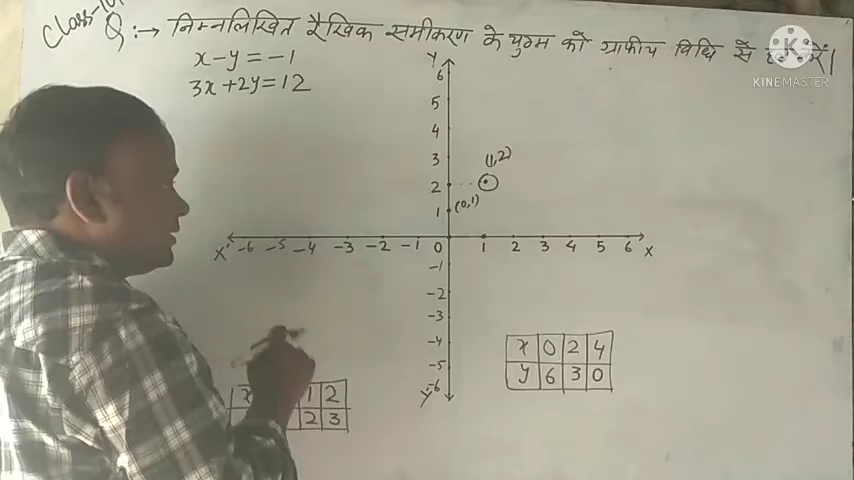 Class-10
Q:→ निम्नलिखित रैखिक समीकरण के युग्म को ग्राफीय विधि से
x-y=-1
3x+2y=12
K
KINEMASTER
Y
6
5
4
3
2
1
(1,2)
(0,1)
X' -6 -5 -4 -3 -2 -1 0 1 2 3 4 5 6 X
-1
-2
-3
-4
-5
-6
Y'
x 0 2 4
y 6 3 0
x 1 2
2 3